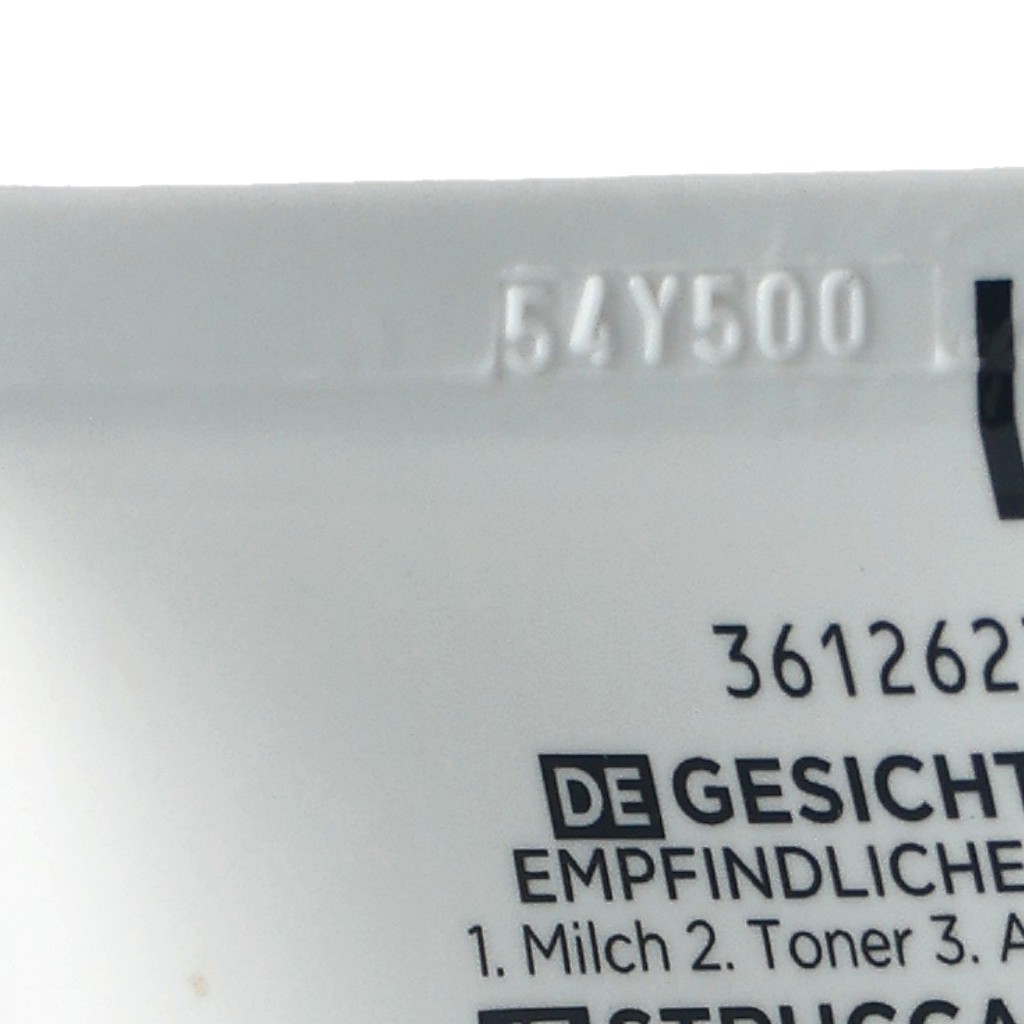 54Y500
361262
DE GESICHT
EMPFINDLICHE
1. Milch 2. Toner 3. A